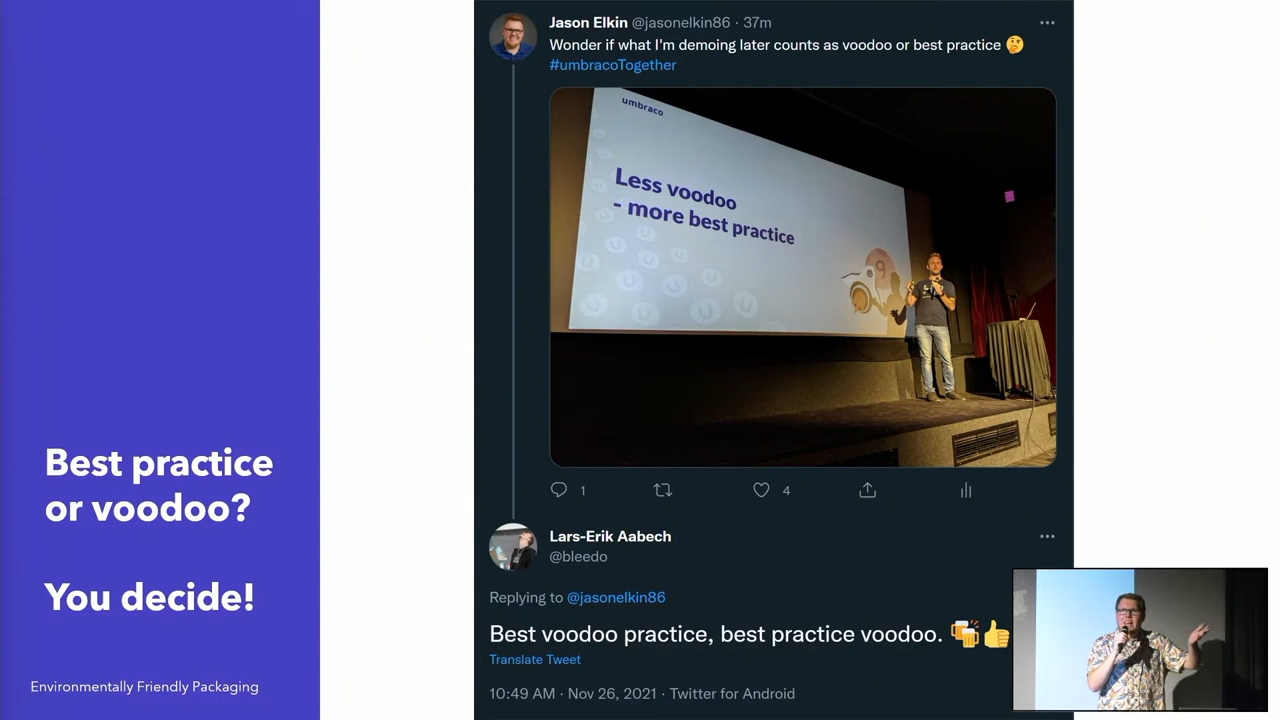 Best practice
or voodoo?
You decide!
Environmentally Friendly Packaging
Jason Elkin @jasonelkin86 · 37m
Wonder if what I'm demoing later counts as voodoo or best practice 🤔
#umbracoTogether
umbraco
Less voodoo
- more best practice
9
1
4
Lars-Erik Aabech
@bleedo
Replying to @jasonelkin86
Best voodoo practice, best practice voodoo. 🍻👍
Translate Tweet
10:49 AM · Nov 26, 2021 · Twitter for Android